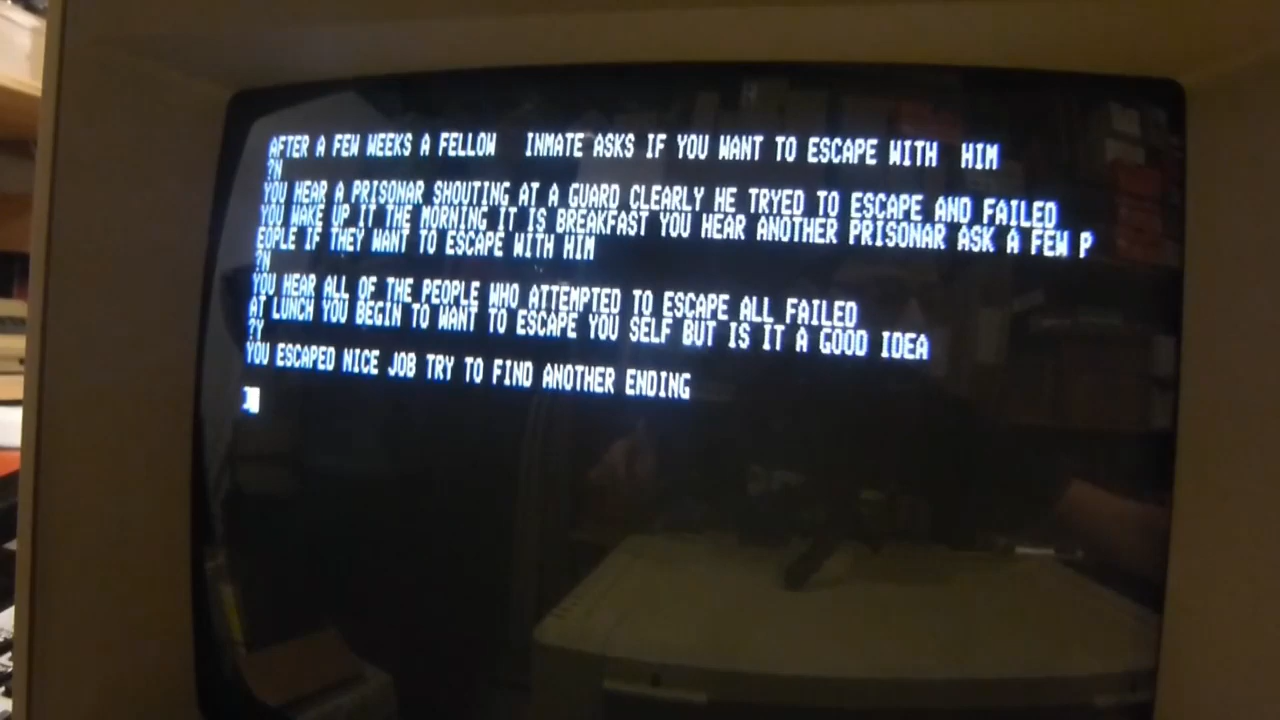 AFTER A FEW WEEKS A FELLOW   INMATE ASKS IF YOU WANT TO ESCAPE WITH  HIM
?N
YOU HEAR A PRISONAR SHOUTING AT A GUARD CLEARLY HE TRYED TO ESCAPE AND FAILED
YOU WAKE UP IT THE MORNING IT IS BREAKFAST YOU HEAR ANOTHER PRISONAR ASK A FEW P
EOPLE IF THEY WANT TO ESCAPE WITH HIM
?N
YOU HEAR ALL OF THE PEOPLE WHO ATTEMPTED TO ESCAPE ALL FAILED
AT LUNCH YOU BEGIN TO WANT TO ESCAPE YOU SELF BUT IS IT A GOOD IDEA
?Y
YOU ESCAPED NICE JOB TRY TO FIND ANOTHER ENDING
]